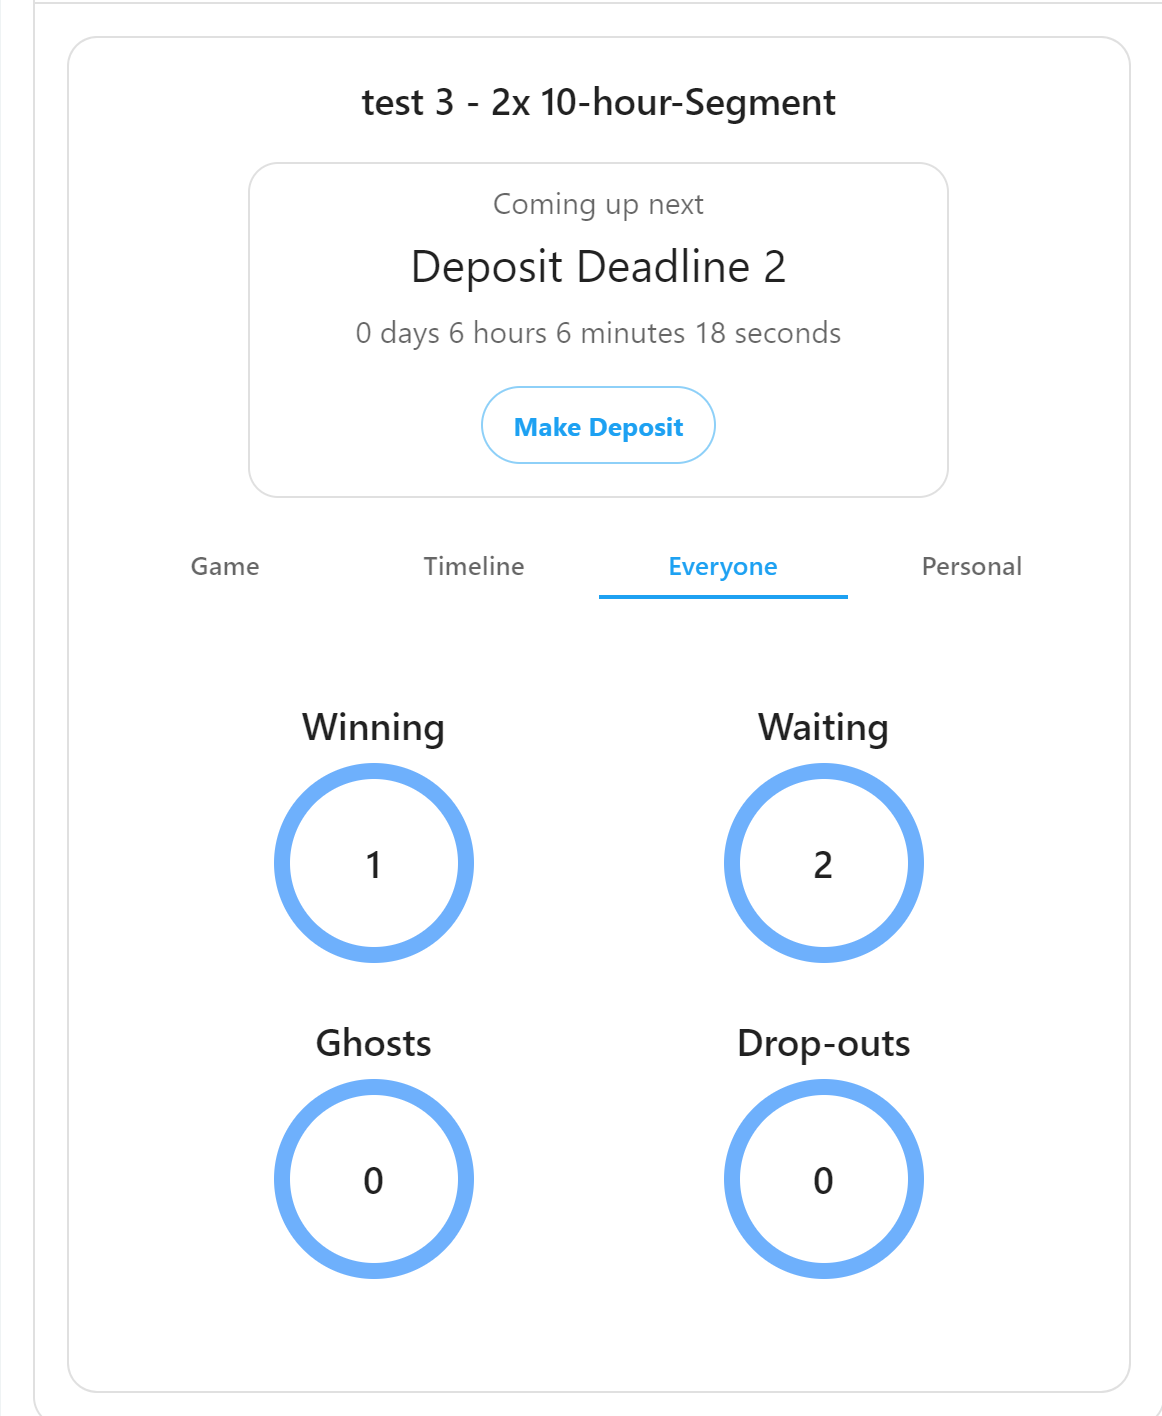 test 3 - 2x 10-hour-Segment
Coming up next
Deposit Deadline 2
0 days 6 hours 6 minutes 18 seconds
Make Deposit
Game Timeline Everyone Personal
Winning Waiting
1 2
Ghosts Drop-outs
0 0